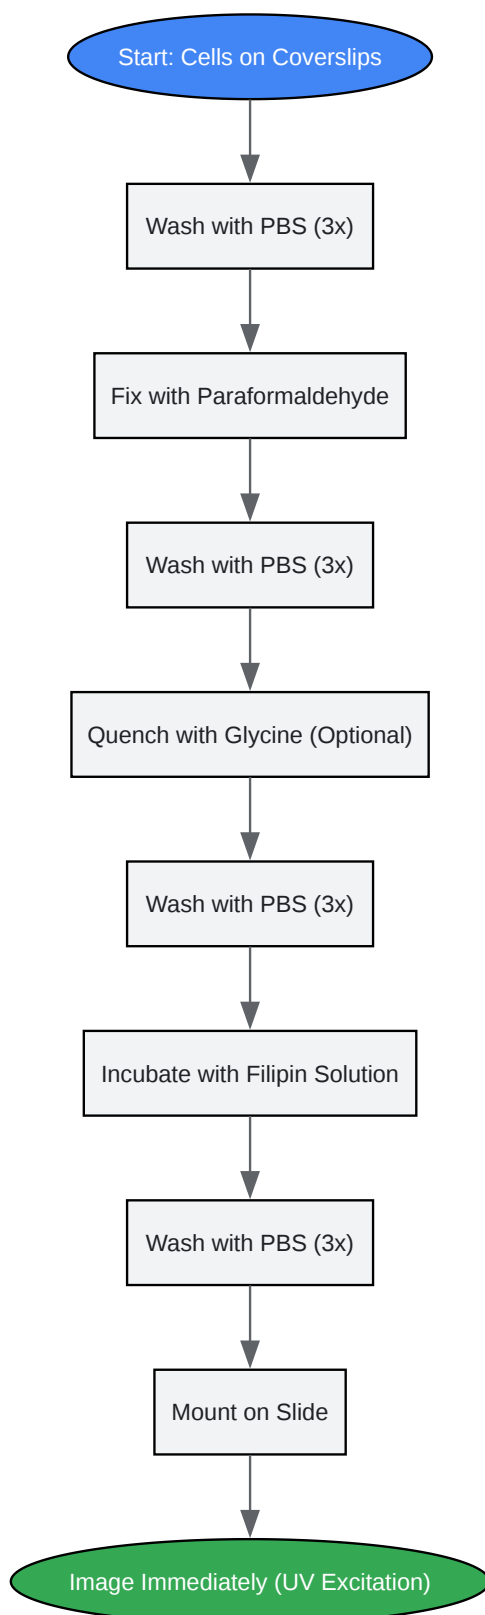 Start: Cells on Coverslips
Wash with PBS (3x)
Fix with Paraformaldehyde
Wash with PBS (3x)
Quench with Glycine (Optional)
Wash with PBS (3x)
Incubate with Filipin Solution
Wash with PBS (3x)
Mount on Slide
Image Immediately (UV Excitation)